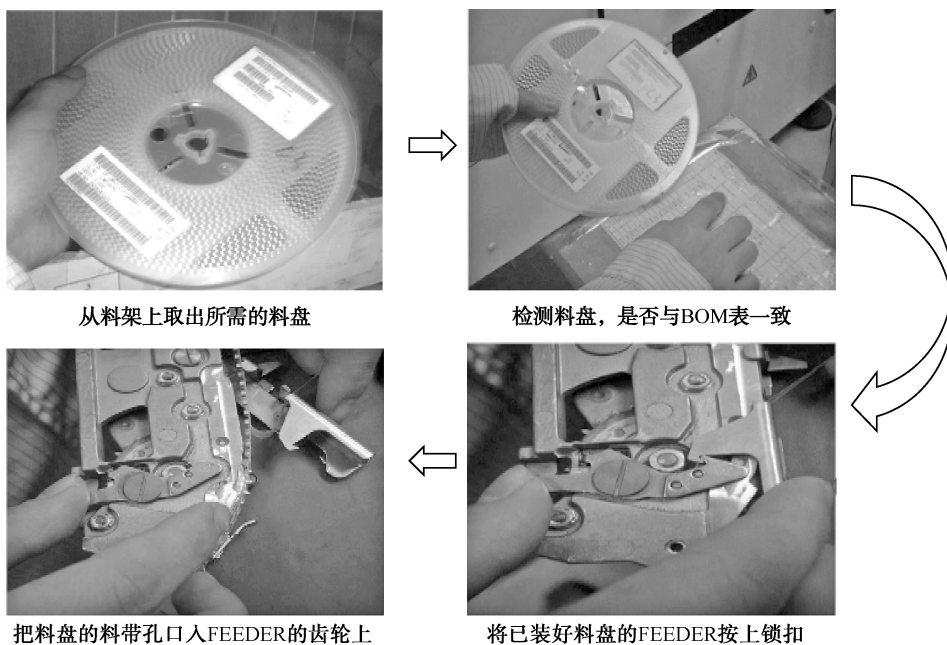 从料架上取出所需的料盘
检测料盘，是否与BOM表一致
将已装好料盘的FEEDER按上锁扣
把料盘的料带孔口入FEEDER的齿轮上